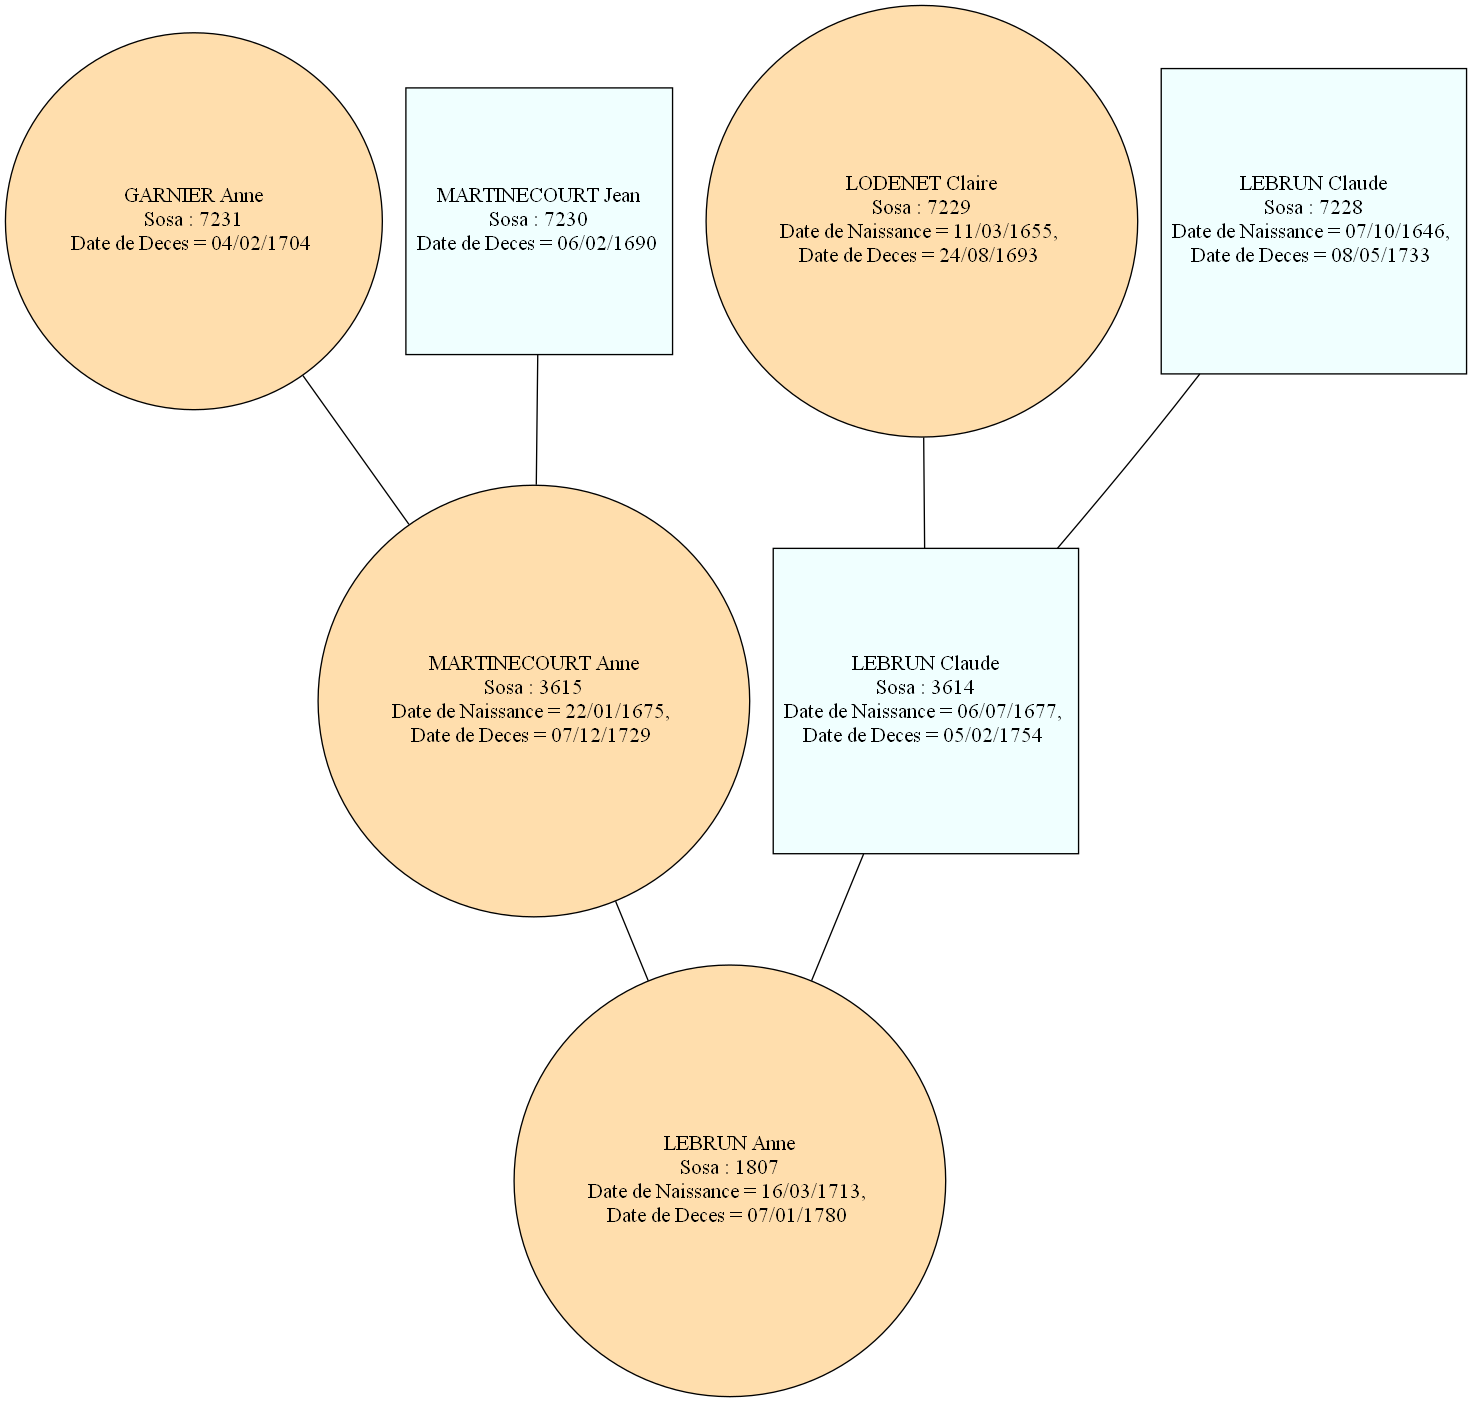 GARNIER Anne
Sosa : 7231
Date de Deces = 04/02/1704
MARTINECOURT Jean
Sosa : 7230
Date de Deces = 06/02/1690
LODENET Claire
Sosa : 7229
Date de Naissance = 11/03/1655,
Date de Deces = 24/08/1693
LEBRUN Claude
Sosa : 7228
Date de Naissance = 07/10/1646,
Date de Deces = 08/05/1733
MARTINECOURT Anne
Sosa : 3615
Date de Naissance = 22/01/1675,
Date de Deces = 07/12/1729
LEBRUN Claude
Sosa : 3614
Date de Naissance = 06/07/1677,
Date de Deces = 05/02/1754
LEBRUN Anne
Sosa : 1807
Date de Naissance = 16/03/1713,
Date de Deces = 07/01/1780